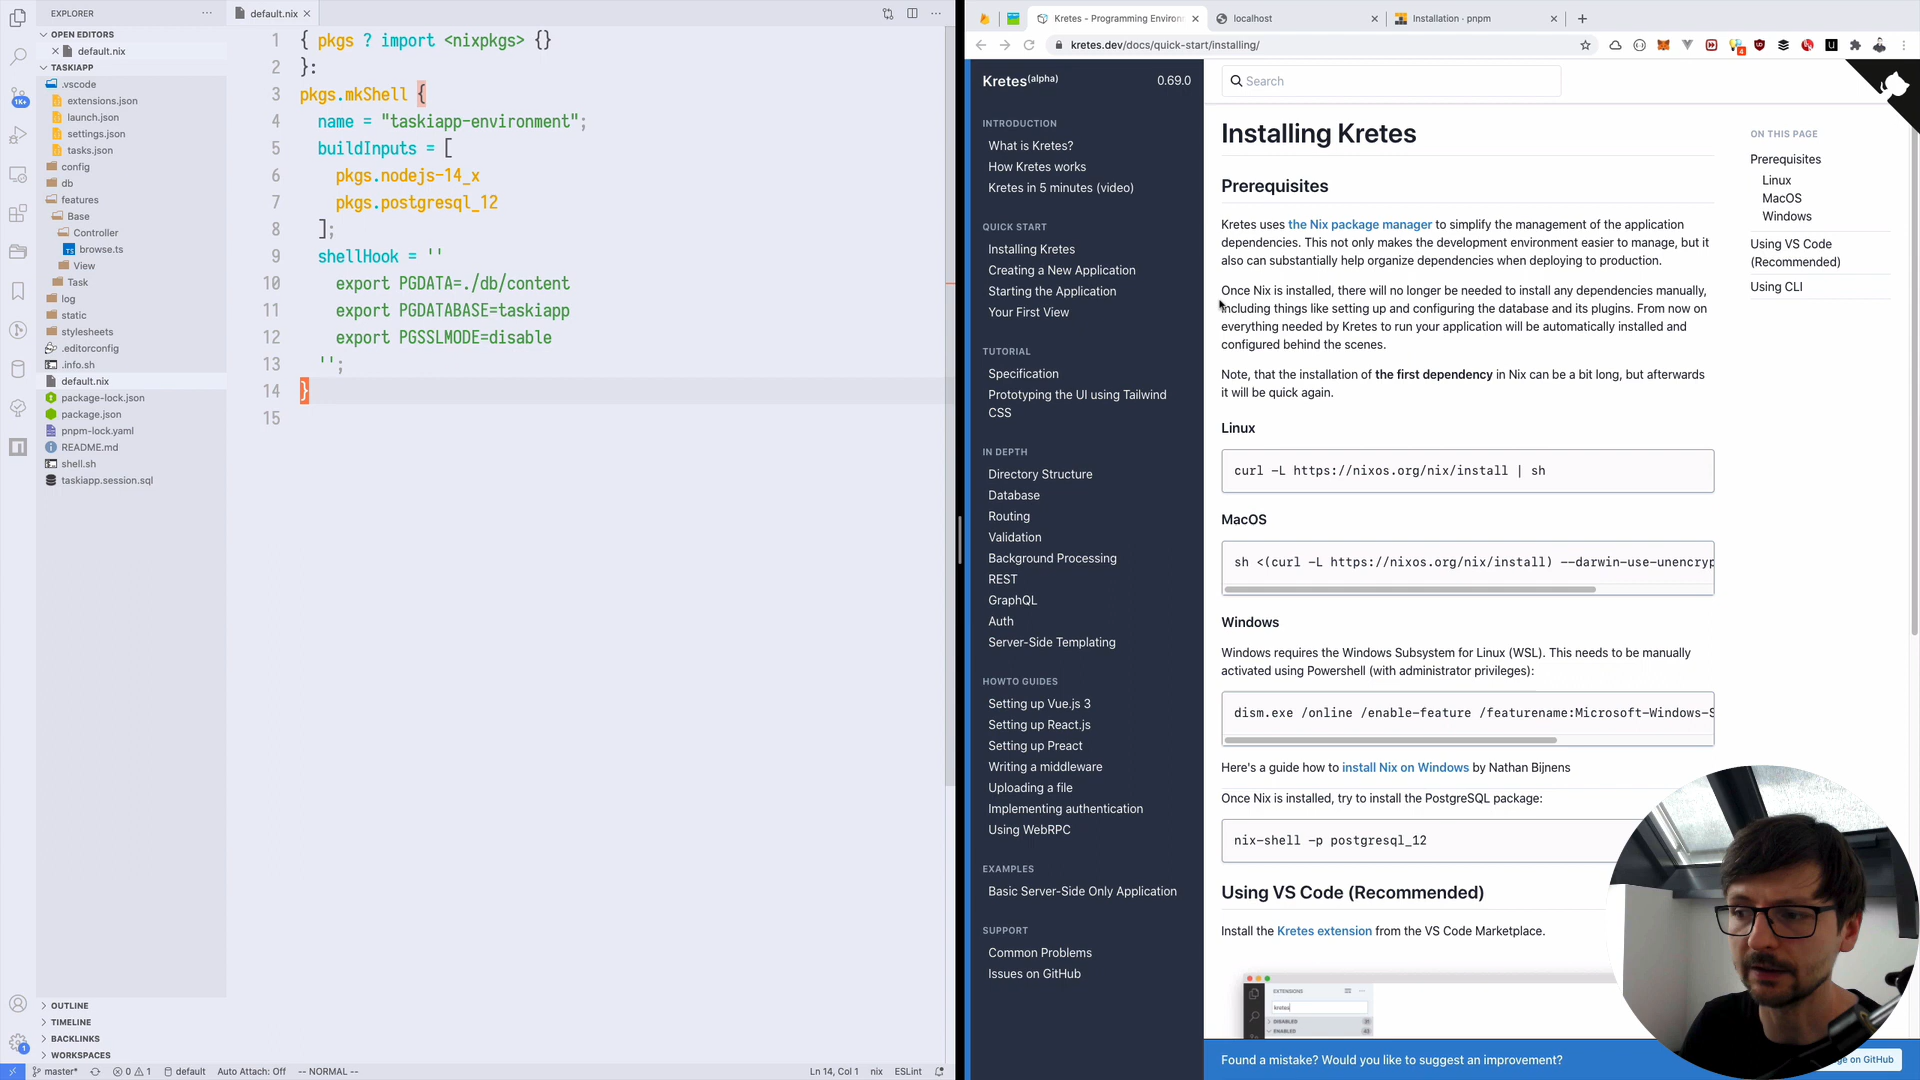 EXPLORER
OPEN EDITORS
default.nix
TASKIAPP
.vscode
extensions.json
launch.json
settings.json
tasks.json
config
db
features
Base
Controller
TS browse.ts
View
Task
log
static
stylesheets
.editorconfig
.info.sh
default.nix
package-lock.json
package.json
pnpm-lock.yaml
README.md
shell.sh
taskiapp.session.sql
OUTLINE
TIMELINE
BACKLINKS
WORKSPACES
1K+
1
default.nix
1 { pkgs ? import <nixpkgs> {}
2 }:
3 pkgs.mkShell {
4 name = "taskiapp-environment";
5 buildInputs = [
6 pkgs.nodejs-14_x
7 pkgs.postgresql_12
8 ];
9 shellHook = ''
10 export PGDATA=./db/content
11 export PGDATABASE=taskiapp
12 export PGSSLMODE=disable
13 '';
14 }
15
master* 0 1 default Auto Attach: Off -- NORMAL -- Ln 14, Col 1 nix ESLint
Kretes - Programming Environ
localhost
Installation · pnpm
kretes.dev/docs/quick-start/installing/
4
Kretes(alpha) 0.69.0
INTRODUCTION
What is Kretes?
How Kretes works
Kretes in 5 minutes (video)
QUICK START
Installing Kretes
Creating a New Application
Starting the Application
Your First View
TUTORIAL
Specification
Prototyping the UI using Tailwind
CSS
IN DEPTH
Directory Structure
Database
Routing
Validation
Background Processing
REST
GraphQL
Auth
Server-Side Templating
HOWTO GUIDES
Setting up Vue.js 3
Setting up React.js
Setting up Preact
Writing a middleware
Uploading a file
Implementing authentication
Using WebRPC
EXAMPLES
Basic Server-Side Only Application
SUPPORT
Common Problems
Issues on GitHub
Search
Installing Kretes
Prerequisites
Kretes uses the Nix package manager to simplify the management of the application
dependencies. This not only makes the development environment easier to manage, but it
also can substantially help organize dependencies when deploying to production.
Once Nix is installed, there will no longer be needed to install any dependencies manually,
including things like setting up and configuring the database and its plugins. From now on
everything needed by Kretes to run your application will be automatically installed and
configured behind the scenes.
Note, that the installation of the first dependency in Nix can be a bit long, but afterwards
it will be quick again.
Linux
curl -L https://nixos.org/nix/install | sh
MacOS
sh <(curl -L https://nixos.org/nix/install) --darwin-use-unencryp
Windows
Windows requires the Windows Subsystem for Linux (WSL). This needs to be manually
activated using Powershell (with administrator privileges):
dism.exe /online /enable-feature /featurename:Microsoft-Windows-S
Here's a guide how to install Nix on Windows by Nathan Bijnens
Once Nix is installed, try to install the PostgreSQL package:
nix-shell -p postgresql_12
Using VS Code (Recommended)
Install the Kretes extension from the VS Code Marketplace.
EXTENSIONS
kretes
DISABLED
ENABLED
Found a mistake? Would you like to suggest an improvement?
on GitHub
ON THIS PAGE
Prerequisites
Linux
MacOS
Windows
Using VS Code
(Recommended)
Using CLI